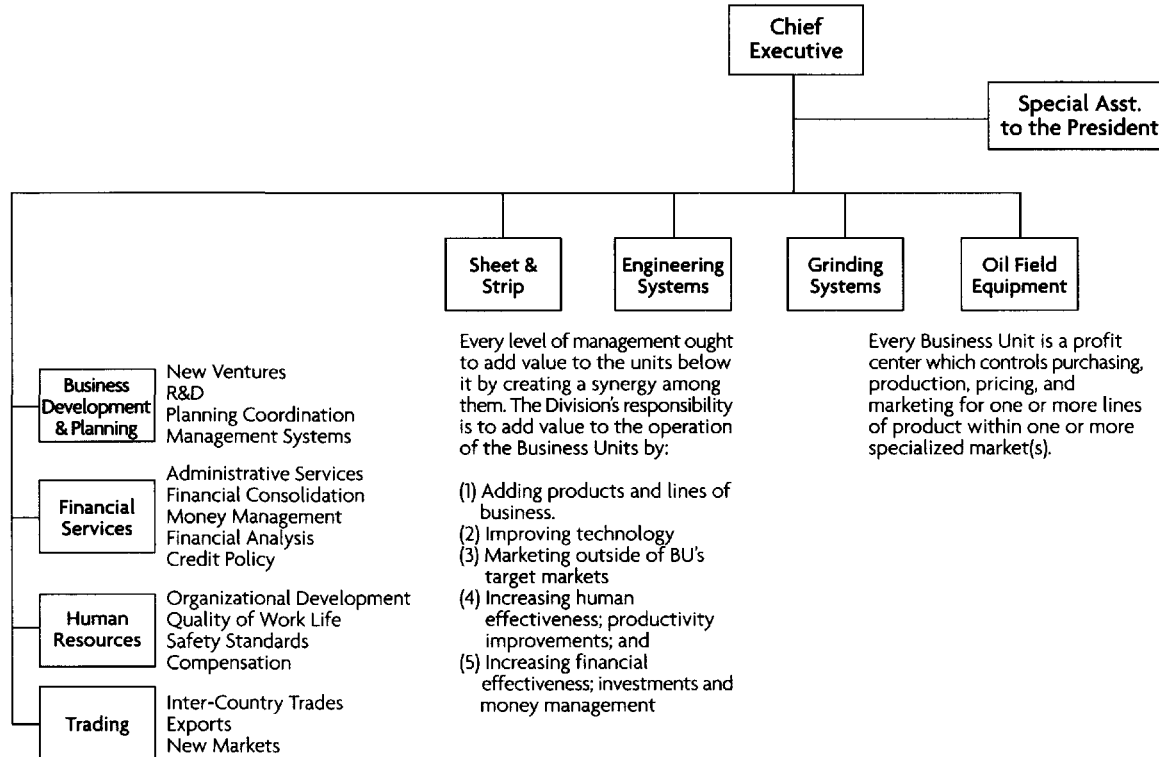 Chief
Executive
Special Asst.
to the President
Sheet &
Strip
Engineering
Systems
Grinding
Systems
Oil Field
Equipment
Every level of management ought
to add value to the units below
it by creating a synergy among
them. The Division's responsibility
is to add value to the operation
of the Business Units by:
(1) Adding products and lines of
business.
(2) Improving technology
(3) Marketing outside of BU's
target markets
(4) Increasing human
effectiveness; productivity
improvements; and
(5) Increasing financial
effectiveness; investments and
money management
Every Business Unit is a profit
center which controls purchasing,
production, pricing, and
marketing for one or more lines
of product within one or more
specialized market(s).
Business
Development
& Planning
New Ventures
R&D
Planning Coordination
Management Systems
Financial
Services
Administrative Services
Financial Consolidation
Money Management
Financial Analysis
Credit Policy
Human
Resources
Organizational Development
Quality of Work Life
Safety Standards
Compensation
Trading
Inter-Country Trades
Exports
New Markets